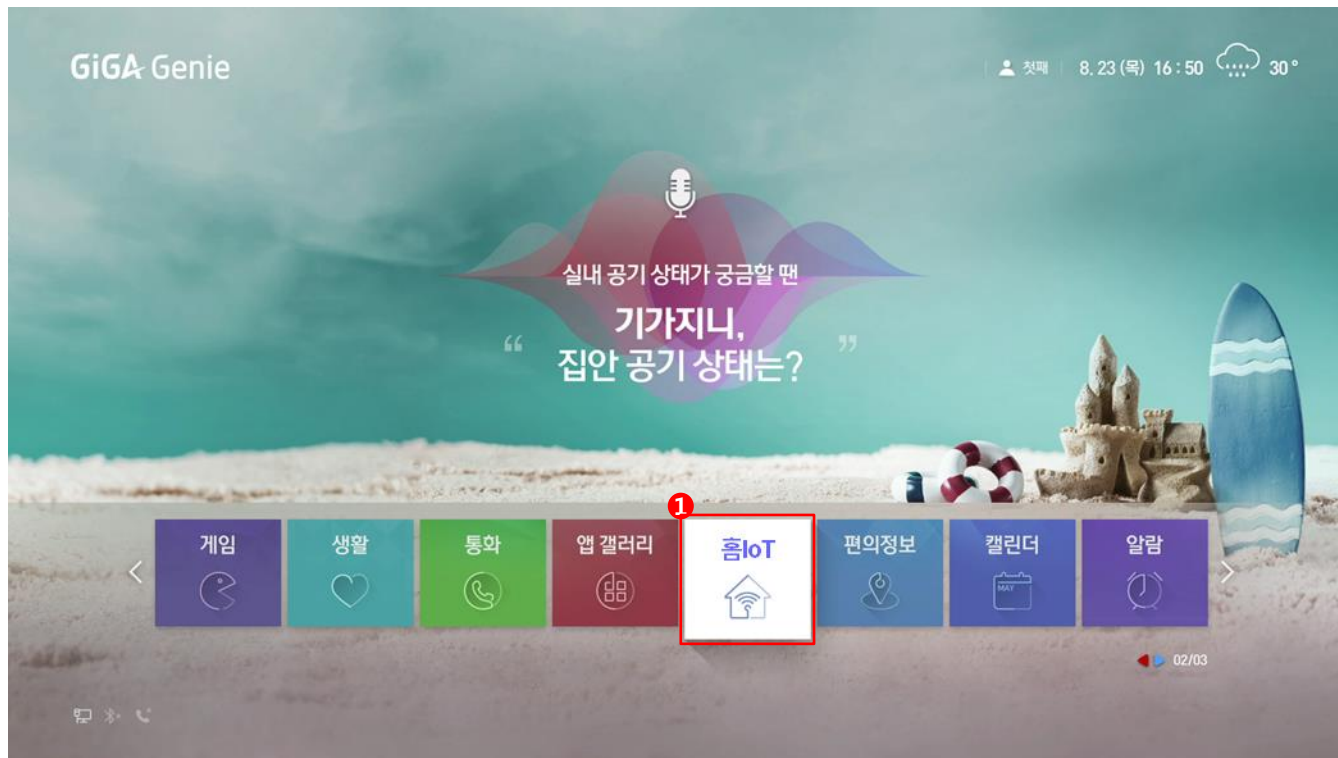 GiGA Genie
첫째 8. 23 (목) 16 : 50 30°
실내 공기 상태가 궁금할 땐
“ 기가지니, ”
집안 공기 상태는?
1
게임 생활 통화 앱 갤러리 홈IoT 편의정보 캘린더 알람
MAY
02/03